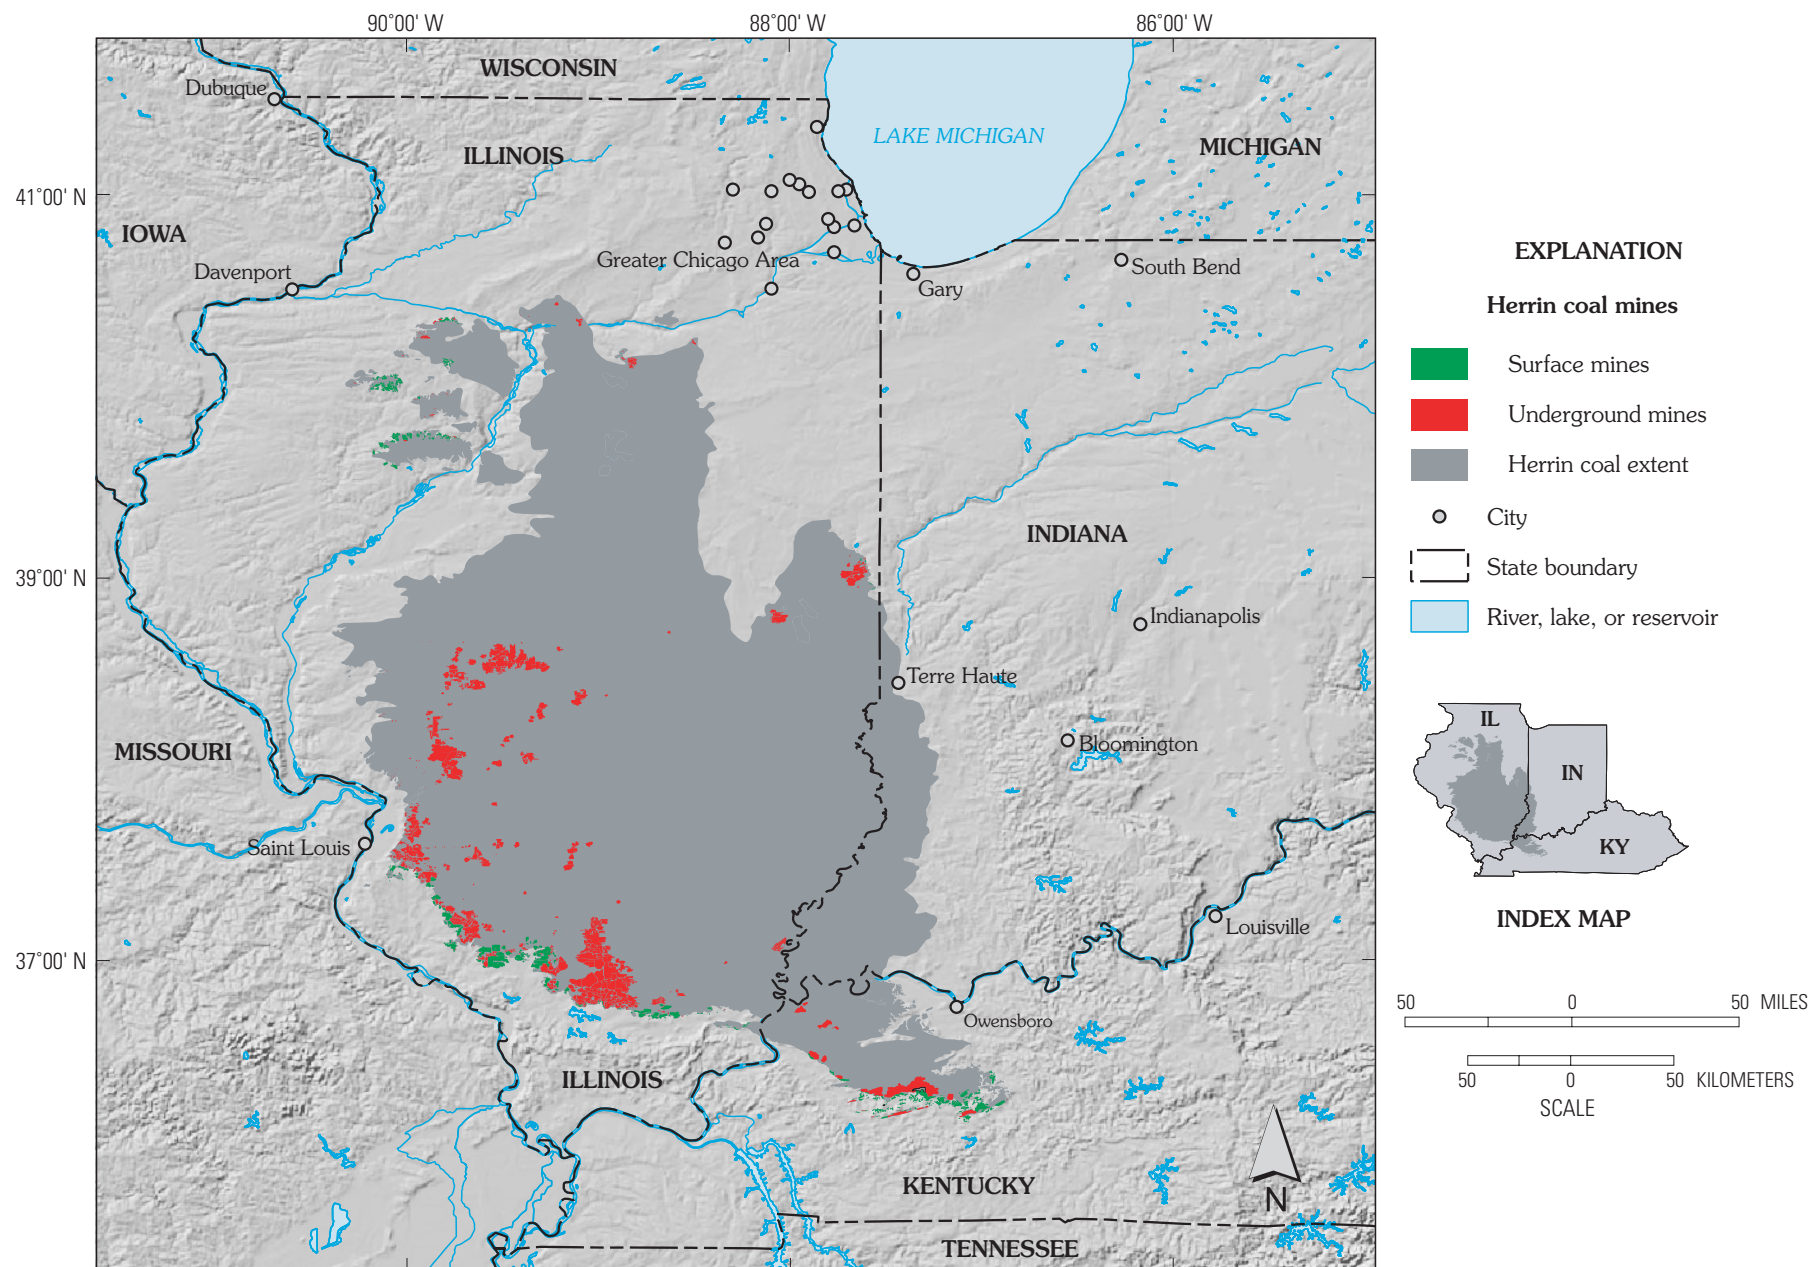 90°00' W
88°00' W
86°00' W
WISCONSIN
Dubuque
LAKE MICHIGAN
MICHIGAN
ILLINOIS
41°00' N
IOWA
Greater Chicago Area
Davenport
South Bend
Gary
INDIANA
39°00' N
Indianapolis
Terre Haute
MISSOURI
Bloomington
Saint Louis
Louisville
37°00' N
Owensboro
ILLINOIS
KENTUCKY
N
TENNESSEE
EXPLANATION
Herrin coal mines
Surface mines
Underground mines
Herrin coal extent
City
State boundary
River, lake, or reservoir
IL
IN
KY
INDEX MAP
50 0 50 MILES
50 0 50 KILOMETERS
SCALE